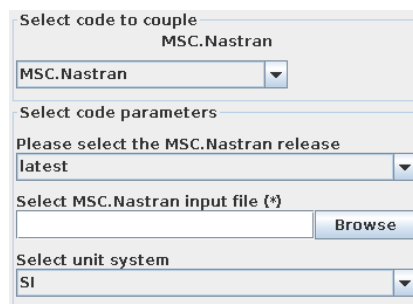 Select code to couple
MSC.Nastran
MSC.Nastran
Select code parameters
Please select the MSC.Nastran release
latest
Select MSC.Nastran input file (*)
Browse
Select unit system
SI